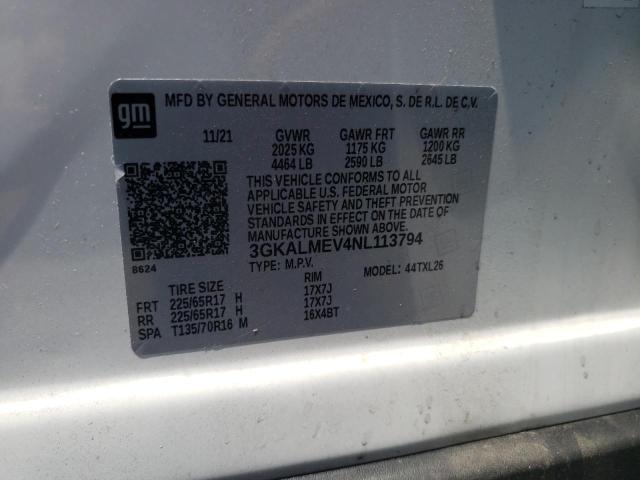 gm
MFD BY GENERAL MOTORS DE MEXICO, S. DE R.L. DE C.V.
11/21 GVWR GAWR FRT GAWR RR
2025 KG 1175 KG 1200 KG
4464 LB 2590 LB 2645 LB
THIS VEHICLE CONFORMS TO ALL
APPLICABLE U.S. FEDERAL MOTOR
VEHICLE SAFETY AND THEFT PREVENTION
STANDARDS IN EFFECT ON THE DATE OF
MANUFACTURE SHOWN ABOVE.
3GKALMEV4NL113794
8624
TYPE: M.P.V. MODEL: 44TXL26
TIRE SIZE RIM
FRT 225/65R17 H 17X7J
RR 225/65R17 H 17X7J
SPA T135/70R16 M 16X4BT